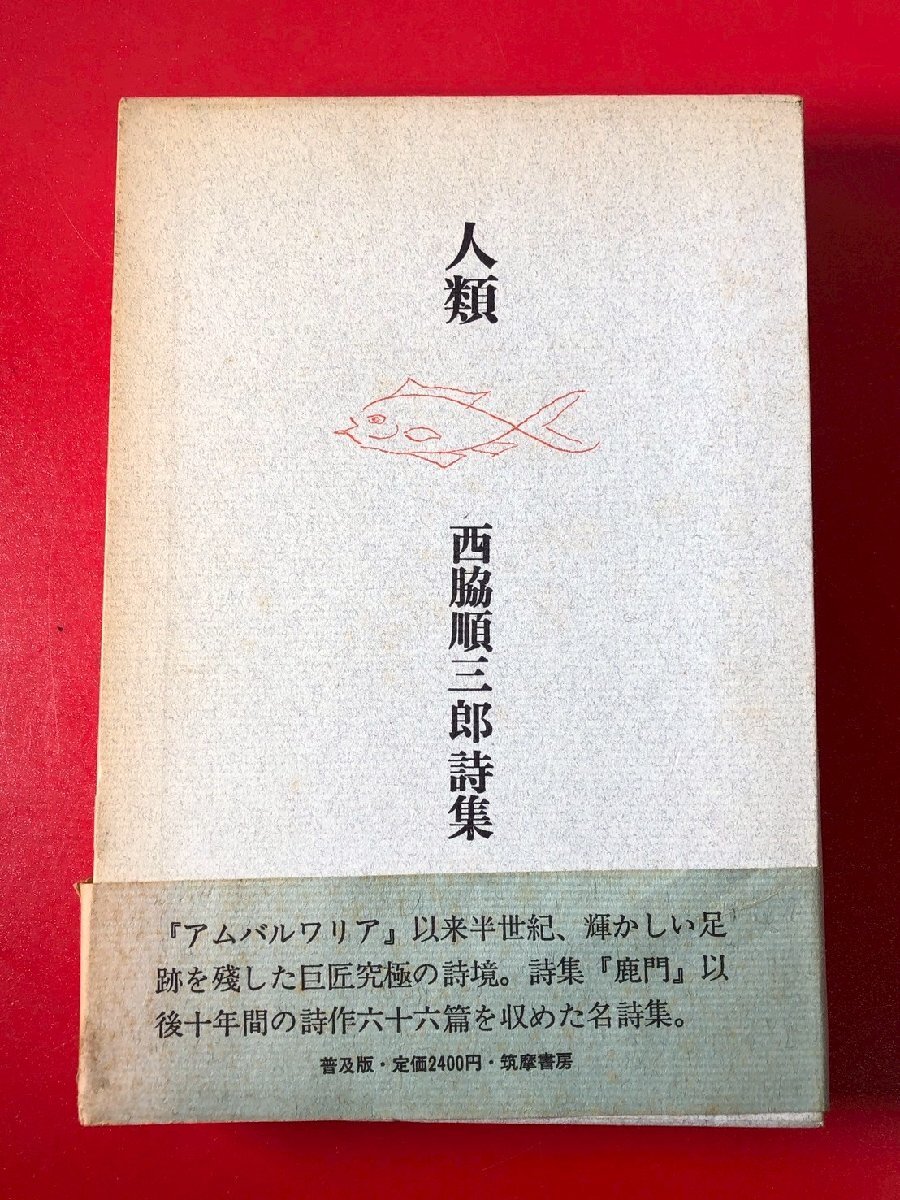 人類
西脇順三郎詩集
『アムバルワリア』以来半世紀、輝かしい足
跡を残した巨匠究極の詩境。詩集『鹿門』以
後十年間の詩作六十六篇を収めた名詩集。
普及版・定価2400円・筑摩書房